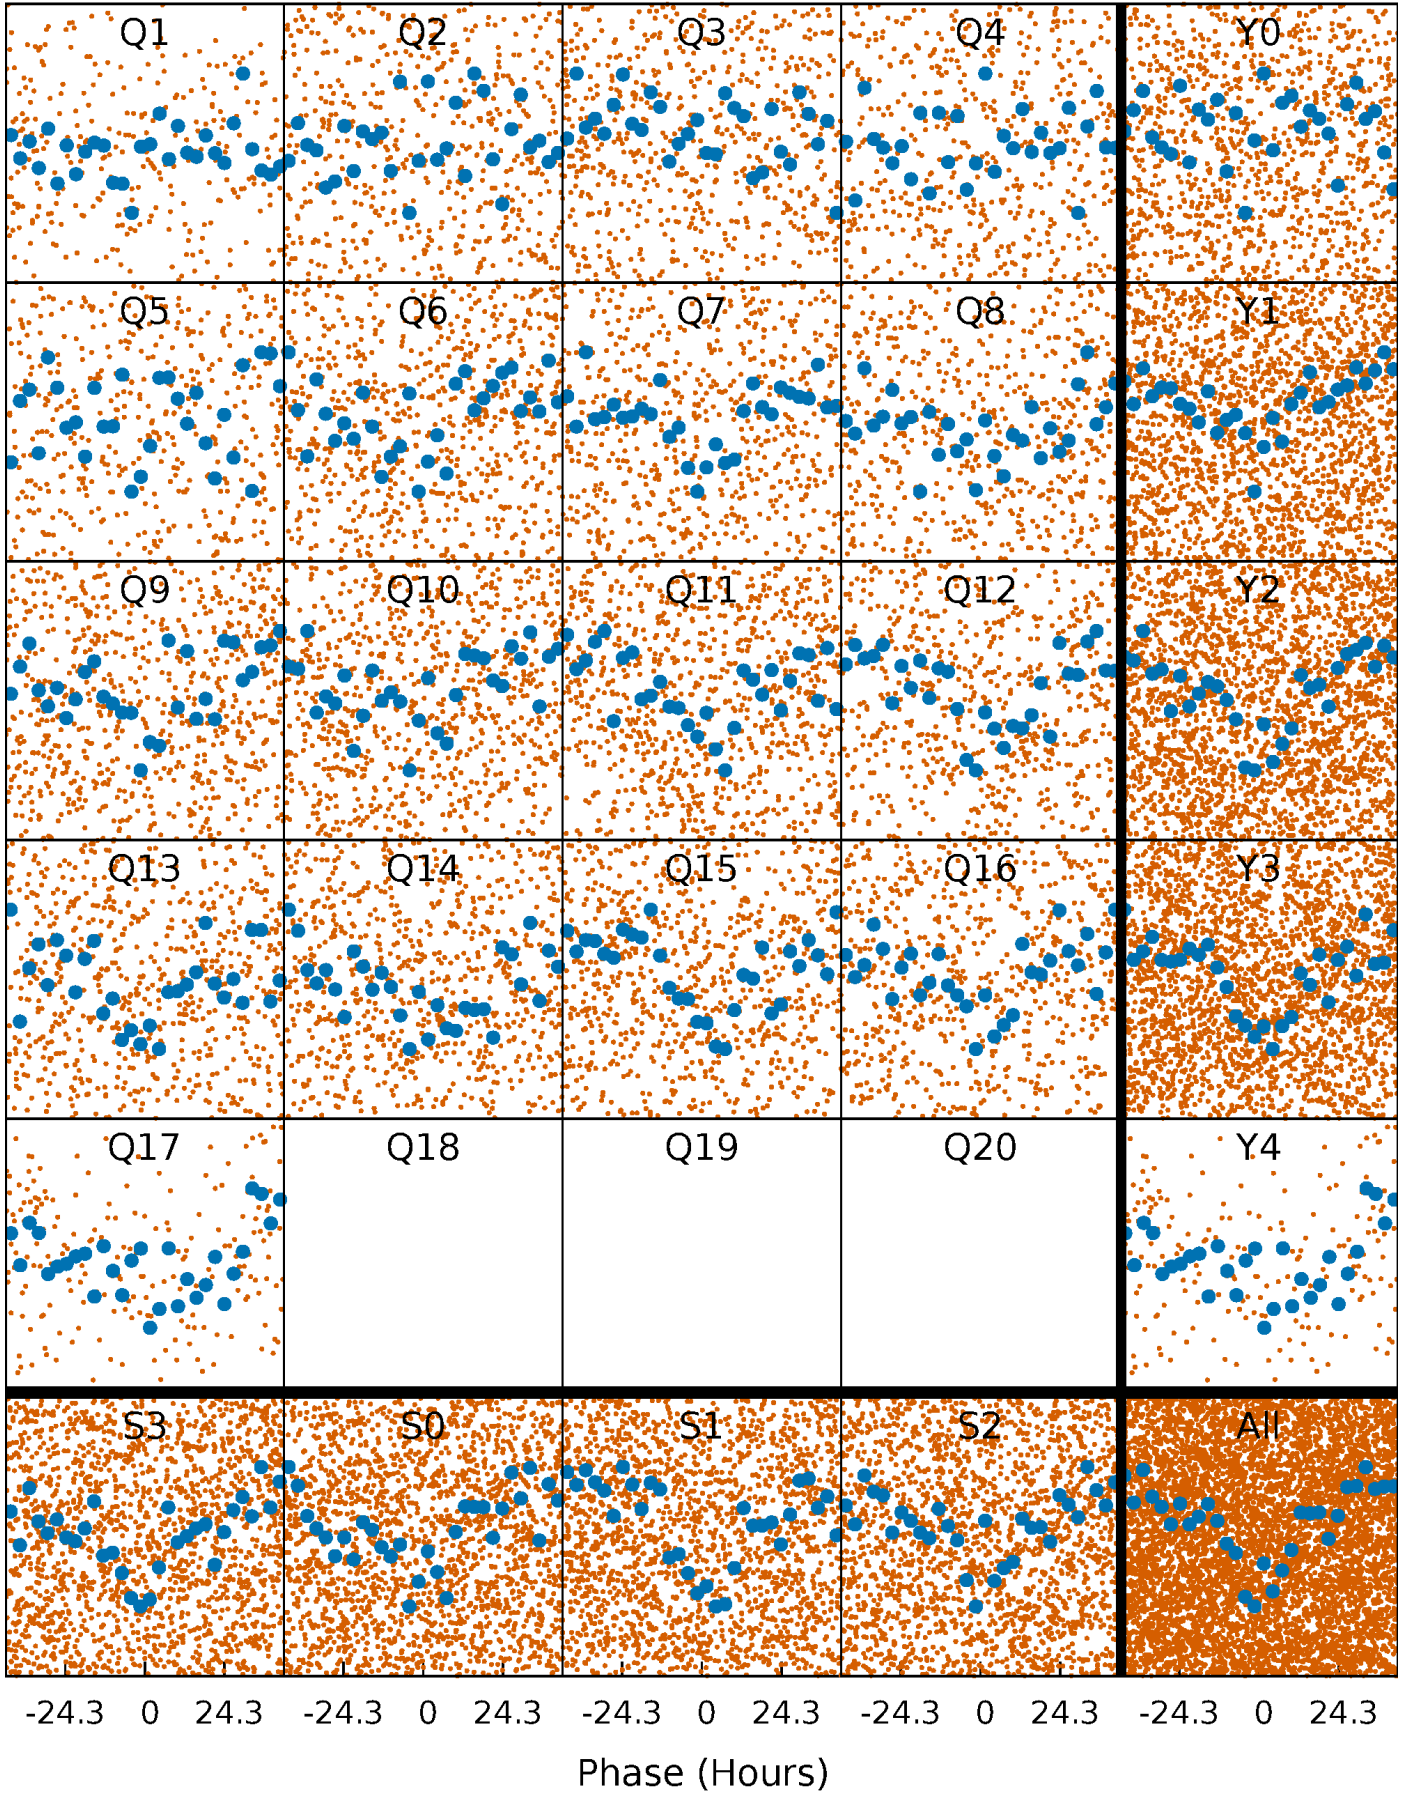 Q1 Q2 Q3 Q4 Y0
Q5 Q6 Q7 Q8 Y1
Q9 Q10 Q11 Q12 Y2
Q13 Q14 Q15 Q16 Y3
Q17 Q18 Q19 Q20 Y4
S3 S0 S1 S2 All
-24.3 0 24.3 -24.3 0 24.3 -24.3 0 24.3 -24.3 0 24.3 -24.3 0 24.3
Phase (Hours)